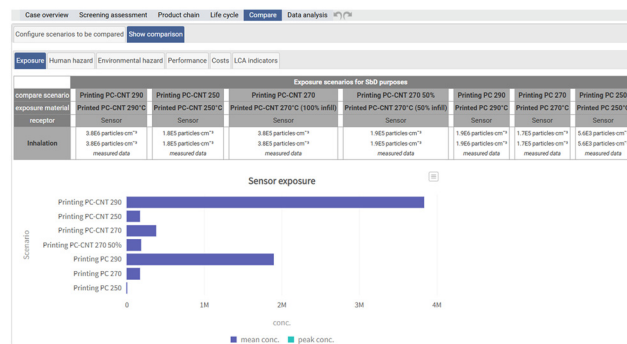 Case overview Screening assessment Product chain Life cycle Compare Data analysis
Configure scenarios to be compared Show comparison
Exposure Human hazard Environmental hazard Performance Costs LCA indicators
Exposure scenarios for SbD purposes
compare scenario Printing PC-CNT 290 Printing PC-CNT 250 Printing PC-CNT 270 Printing PC-CNT 270 50% Printing PC 290 Printing PC 270 Printing PC 250
exposure material Printed PC-CNT 290°C Printed PC-CNT 250°C Printed PC-CNT 270°C (100% infill) Printed PC-CNT 270°C (50% infill) Printed PC 290°C Printed PC 270°C Printed PC 250°C
receptor Sensor Sensor Sensor Sensor Sensor Sensor Sensor
Inhalation
3.8E6 particles·cm⁻³ 1.8E5 particles·cm⁻³ 3.8E5 particles·cm⁻³ 1.9E5 particles·cm⁻³ 1.9E6 particles·cm⁻³ 1.7E5 particles·cm⁻³ 5.6E3 particles·cm⁻³
3.8E6 particles·cm⁻³ 1.8E5 particles·cm⁻³ 3.8E5 particles·cm⁻³ 1.9E5 particles·cm⁻³ 1.9E6 particles·cm⁻³ 1.7E5 particles·cm⁻³ 5.6E3 particles·cm⁻³
measured data measured data measured data measured data measured data measured data measured data
Sensor exposure
Scenario
Printing PC-CNT 290
Printing PC-CNT 250
Printing PC-CNT 270
Printing PC-CNT 270 50%
Printing PC 290
Printing PC 270
Printing PC 250
0 1M 2M 3M 4M
conc.
mean conc. peak conc.